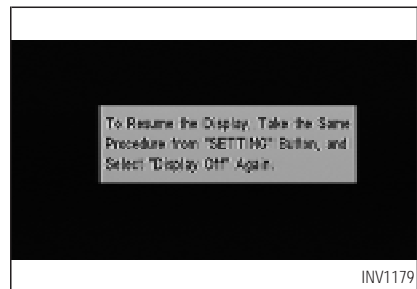 To Resume the Display, Take the Same
Procedure from "SETTING" Button, and
Select "Display Off" Again.
INV1179